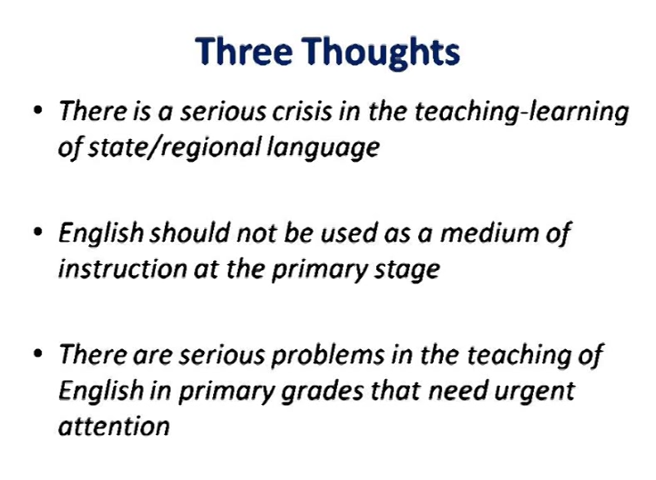 Three Thoughts
• There is a serious crisis in the teaching-learning
of state/regional language
• English should not be used as a medium of
instruction at the primary stage
• There are serious problems in the teaching of
English in primary grades that need urgent
attention